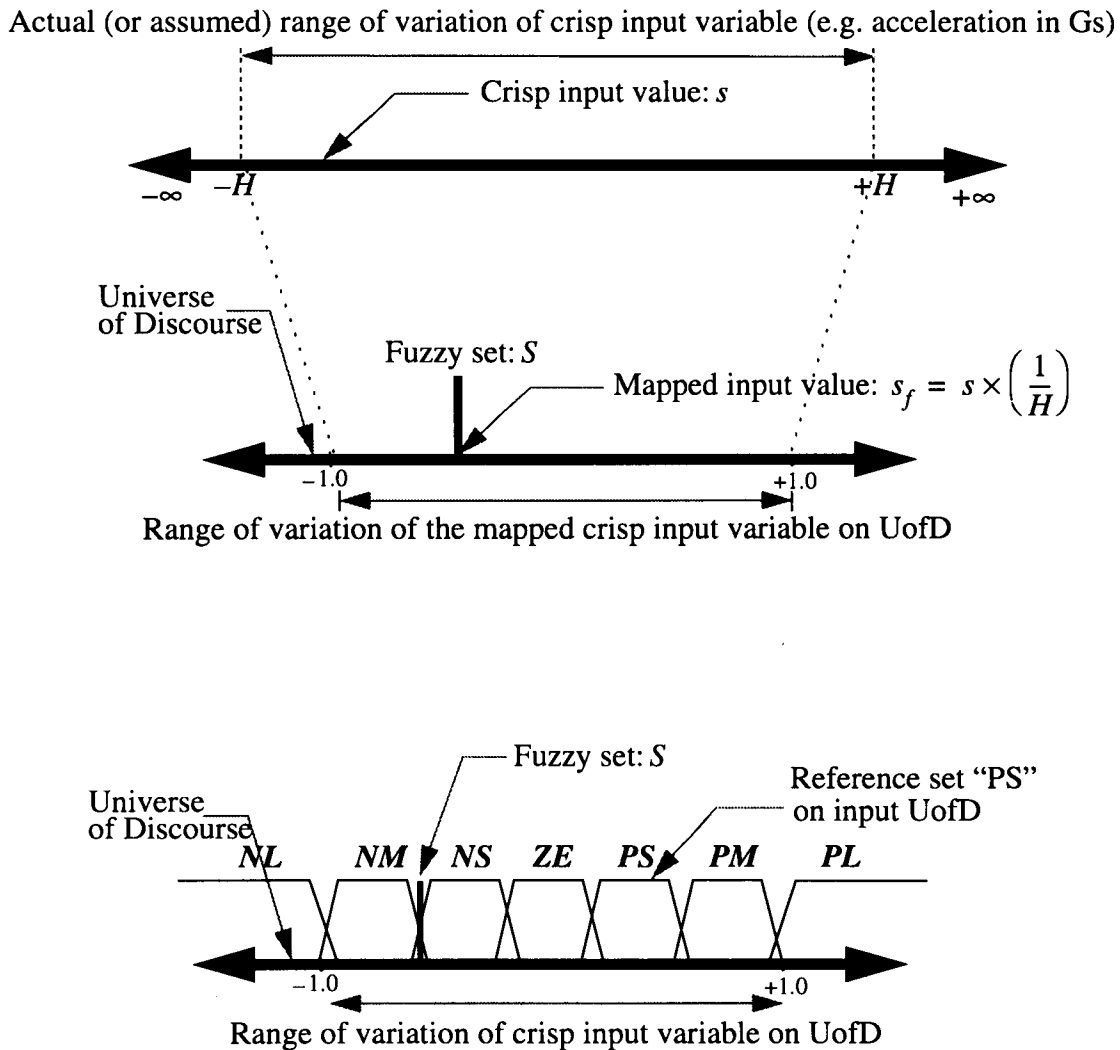 Actual (or assumed) range of variation of crisp input variable (e.g. acceleration in Gs)
Crisp input value: s
−∞
−H
+H
+∞
Universe
of Discourse
Fuzzy set: S
Mapped input value: s_f = s × (1/H)
−1.0
+1.0
Range of variation of the mapped crisp input variable on UofD
Fuzzy set: S
Reference set “PS”
on input UofD
Universe
of Discourse
NL NM NS ZE PS PM PL
−1.0
+1.0
Range of variation of crisp input variable on UofD